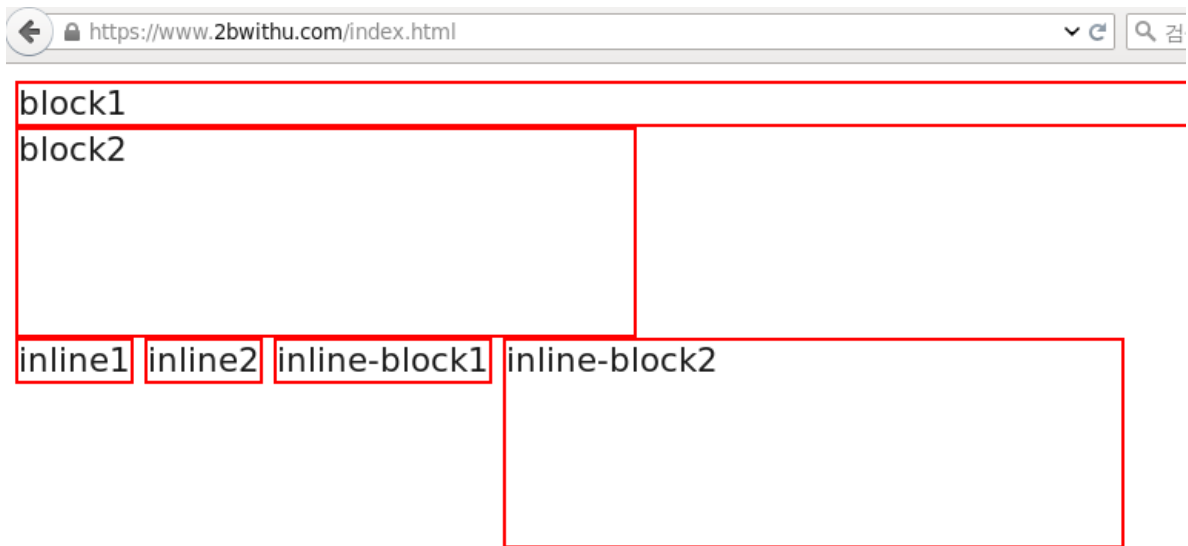 https://www.2bwithu.com/index.html
block1
block2
inline1 inline2 inline-block1 inline-block2